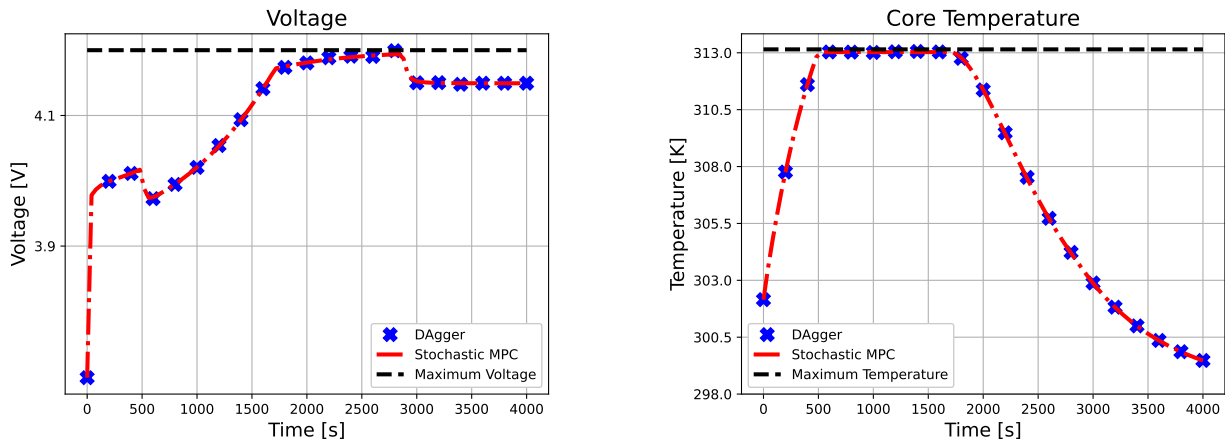 Voltage
4.1
3.9
Voltage [V]
DAgger
Stochastic MPC
Maximum Voltage
0 500 1000 1500 2000 2500 3000 3500 4000
Time [s]
Core Temperature
313.0
310.5
308.0
305.5
303.0
300.5
298.0
Temperature [K]
DAgger
Stochastic MPC
Maximum Temperature
0 500 1000 1500 2000 2500 3000 3500 4000
Time [s]